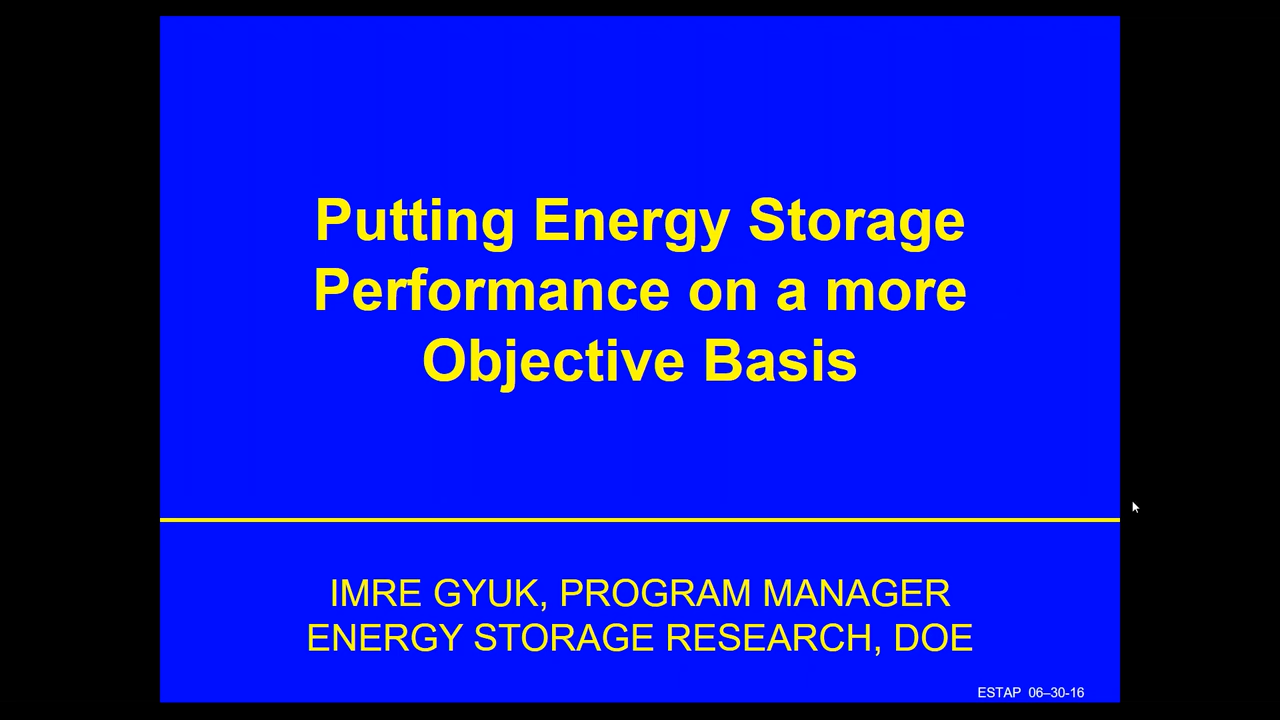 Putting Energy Storage
Performance on a more
Objective Basis
IMRE GYUK, PROGRAM MANAGER
ENERGY STORAGE RESEARCH, DOE
ESTAP 06–30-16